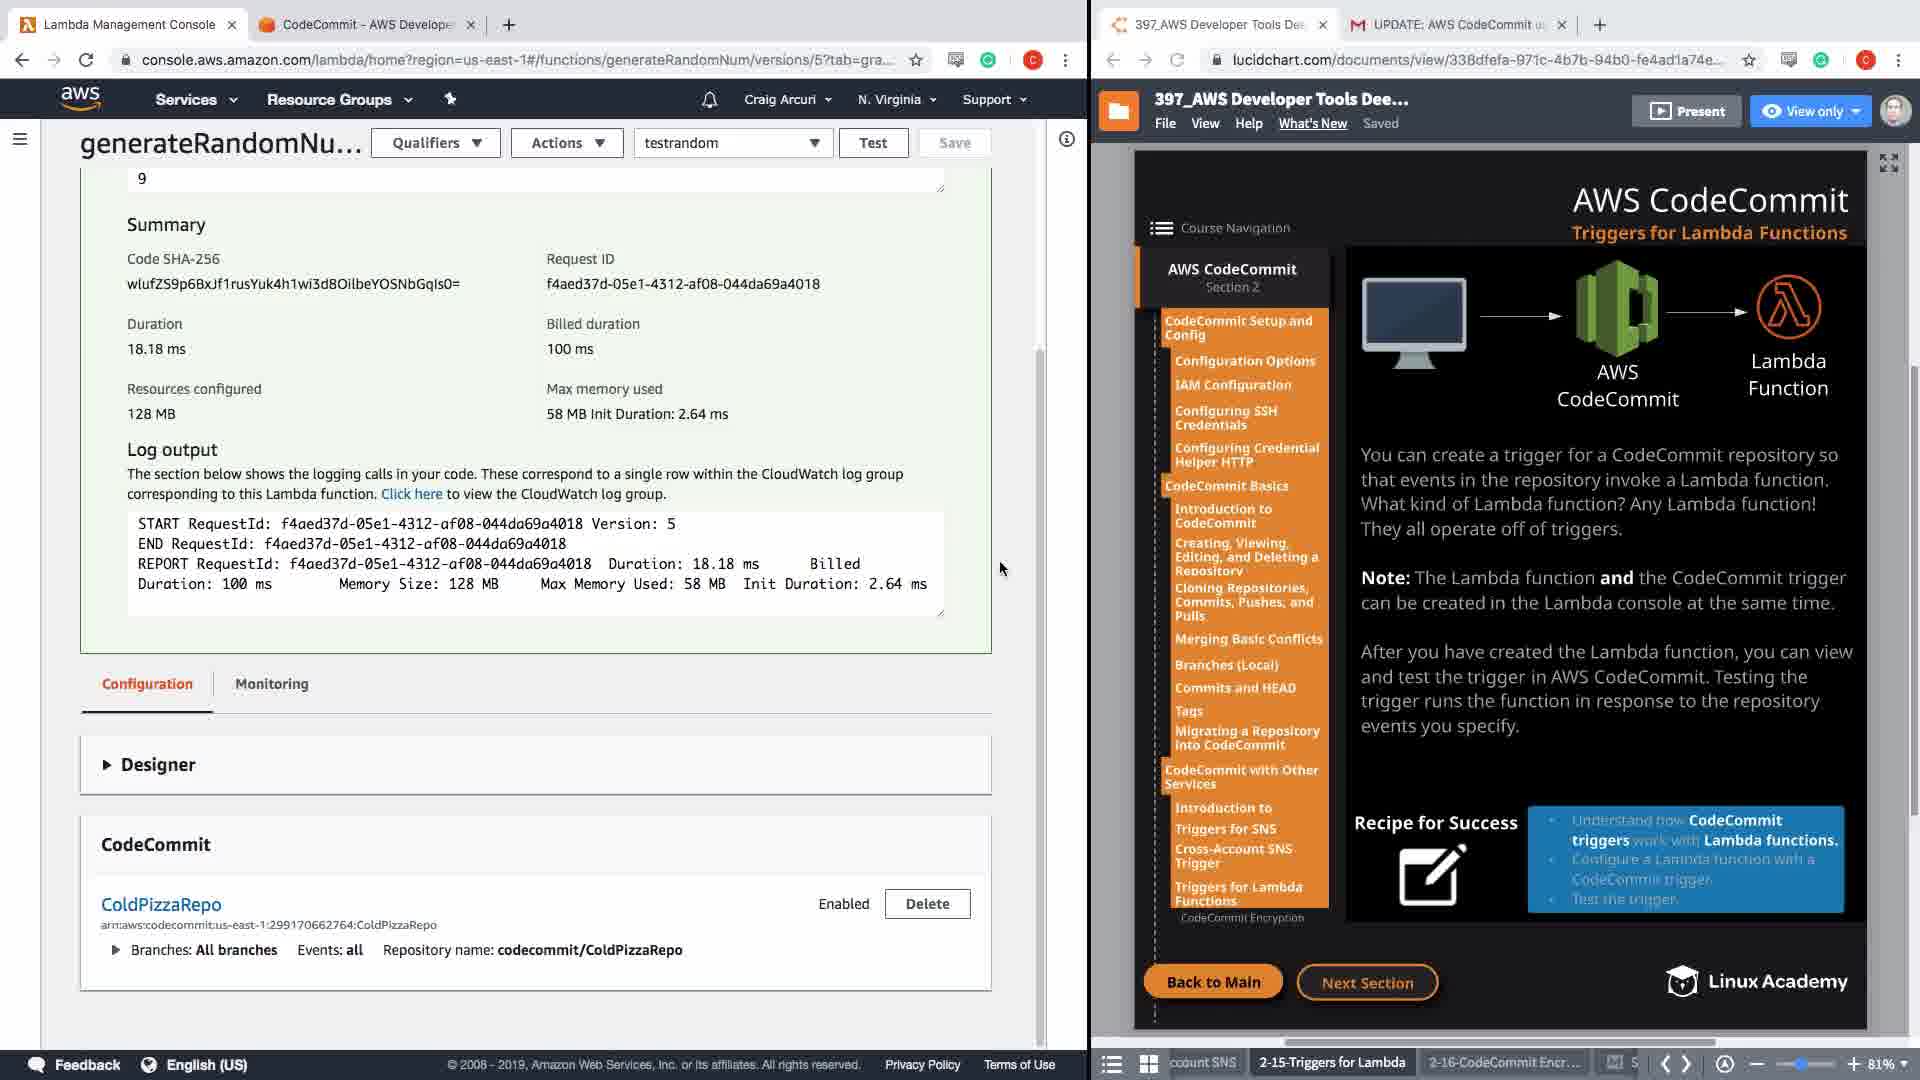 Lambda Management Console
CodeCommit - AWS Develope
397_AWS Developer Tools Dee
UPDATE: AWS CodeCommit u
console.aws.amazon.com/lambda/home?region=us-east-1#/functions/generateRandomNum/versions/5?tab=gra...
C
lucidchart.com/documents/view/338dfefa-971c-4b7b-94b0-fe4ad1a74e...
C
aws
Services
Resource Groups
Craig Arcuri
N. Virginia
Support
397_AWS Developer Tools Dee...
File
View
Help
What's New
Saved
Present
View only
generateRandomNu...
Qualifiers
Actions
testrandom
Test
Save
9
Summary
Code SHA-256
Request ID
wlufZS9p6BxJf1rusYuk4h1wi3d8OilbeYOSNbGqIs0=
f4aed37d-05e1-4312-af08-044da69a4018
Duration
Billed duration
18.18 ms
100 ms
Resources configured
Max memory used
128 MB
58 MB Init Duration: 2.64 ms
Log output
The section below shows the logging calls in your code. These correspond to a single row within the CloudWatch log group
corresponding to this Lambda function. Click here to view the CloudWatch log group.
START RequestId: f4aed37d-05e1-4312-af08-044da69a4018 Version: 5
END RequestId: f4aed37d-05e1-4312-af08-044da69a4018
REPORT RequestId: f4aed37d-05e1-4312-af08-044da69a4018 Duration: 18.18 ms Billed
Duration: 100 ms Memory Size: 128 MB Max Memory Used: 58 MB Init Duration: 2.64 ms
Configuration
Monitoring
Designer
CodeCommit
ColdPizzaRepo
Enabled
Delete
arn:aws:codecommit:us-east-1:299170662764:ColdPizzaRepo
Branches: All branches Events: all Repository name: codecommit/ColdPizzaRepo
Feedback
English (US)
© 2008 - 2019, Amazon Web Services, Inc. or its affiliates. All rights reserved.
Privacy Policy
Terms of Use
AWS CodeCommit
Triggers for Lambda Functions
Course Navigation
AWS CodeCommit
Section 2
CodeCommit Setup and
Config
Configuration Options
IAM Configuration
Configuring SSH
Credentials
Configuring Credential
Helper HTTP
CodeCommit Basics
Introduction to
CodeCommit
Creating, Viewing,
Editing, and Deleting a
Repository
Cloning Repositories,
Commits, Pushes, and
Pulls
Merging Basic Conflicts
Branches (Local)
Commits and HEAD
Tags
Migrating a Repository
into CodeCommit
CodeCommit with Other
Services
Introduction to
Triggers for SNS
Cross-Account SNS
Trigger
Triggers for Lambda
Functions
CodeCommit Encryption
AWS
CodeCommit
Lambda
Function
You can create a trigger for a CodeCommit repository so
that events in the repository invoke a Lambda function.
What kind of Lambda function? Any Lambda function!
They all operate off of triggers.
Note: The Lambda function and the CodeCommit trigger
can be created in the Lambda console at the same time.
After you have created the Lambda function, you can view
and test the trigger in AWS CodeCommit. Testing the
trigger runs the function in response to the repository
events you specify.
Recipe for Success
Understand how CodeCommit
triggers work with Lambda functions.
Configure a Lambda function with a
CodeCommit trigger.
Test the trigger.
Back to Main
Next Section
Linux Academy
ccount SNS
2-15-Triggers for Lambda
2-16-CodeCommit Encr...
81%